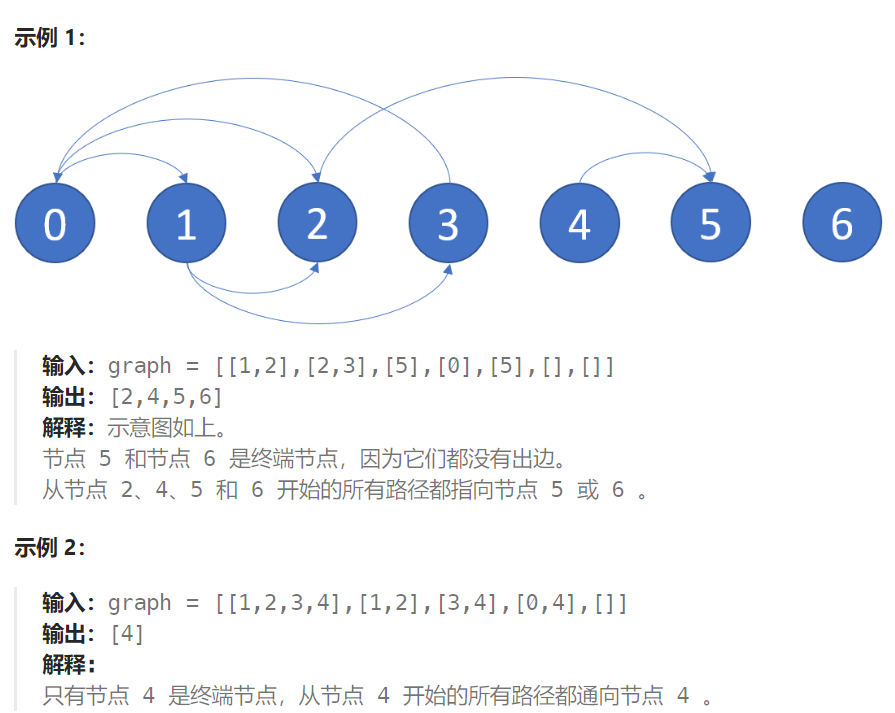 示例 1：
0 1 2 3 4 5 6
输入：graph = [[1,2],[2,3],[5],[0],[5],[],[]]
输出：[2,4,5,6]
解释：示意图如上。
节点 5 和节点 6 是终端节点，因为它们都没有出边。
从节点 2、4、5 和 6 开始的所有路径都指向节点 5 或 6 。
示例 2：
输入：graph = [[1,2,3,4],[1,2],[3,4],[0,4],[]]
输出：[4]
解释：
只有节点 4 是终端节点，从节点 4 开始的所有路径都通向节点 4 。